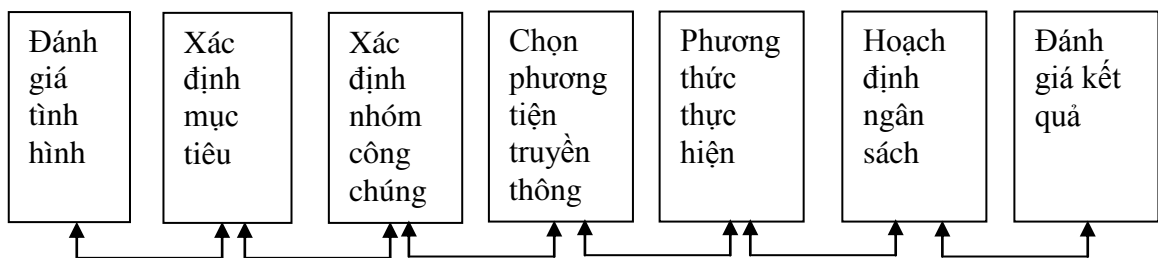 Đánh
giá
tình
hình
Xác
định
mục
tiêu
Xác
định
nhóm
công
chúng
Chọn
phương
tiện
truyền
thông
Phương
thức
thực
hiện
Hoạch
định
ngân
sách
Đánh
giá kết
quả